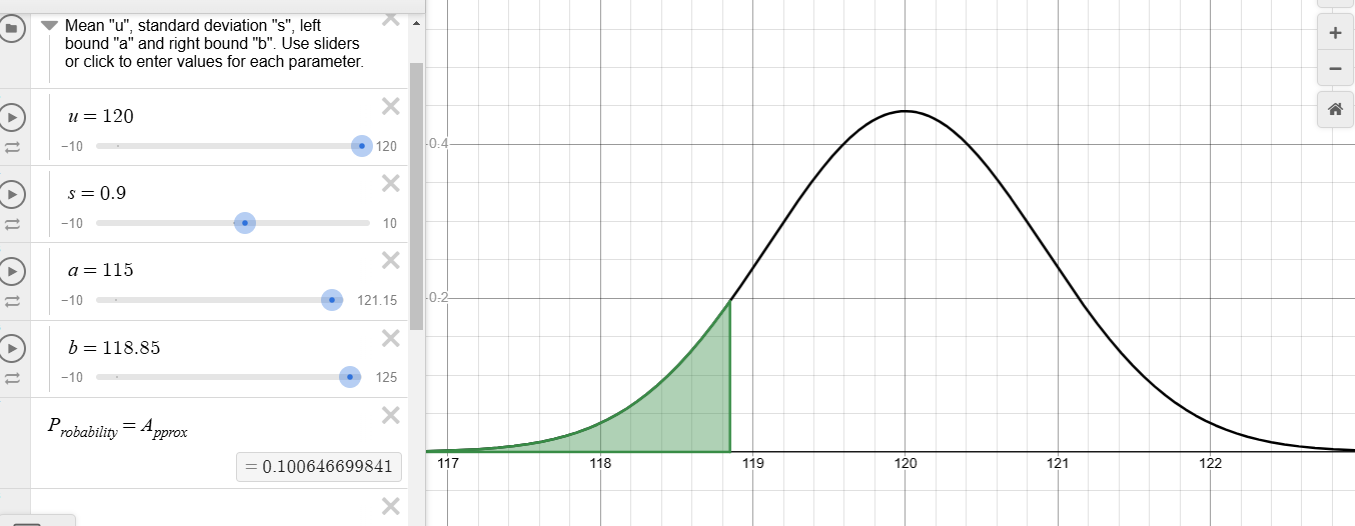 Mean "u", standard deviation "s", left
bound "a" and right bound "b". Use sliders
or click to enter values for each parameter.
u = 120
−10
120
s = 0.9
−10
10
a = 115
−10
121.15
b = 118.85
−10
125
Probability = Approx
= 0.100646699841
0.4
0.2
117 118 119 120 121 122
+
−